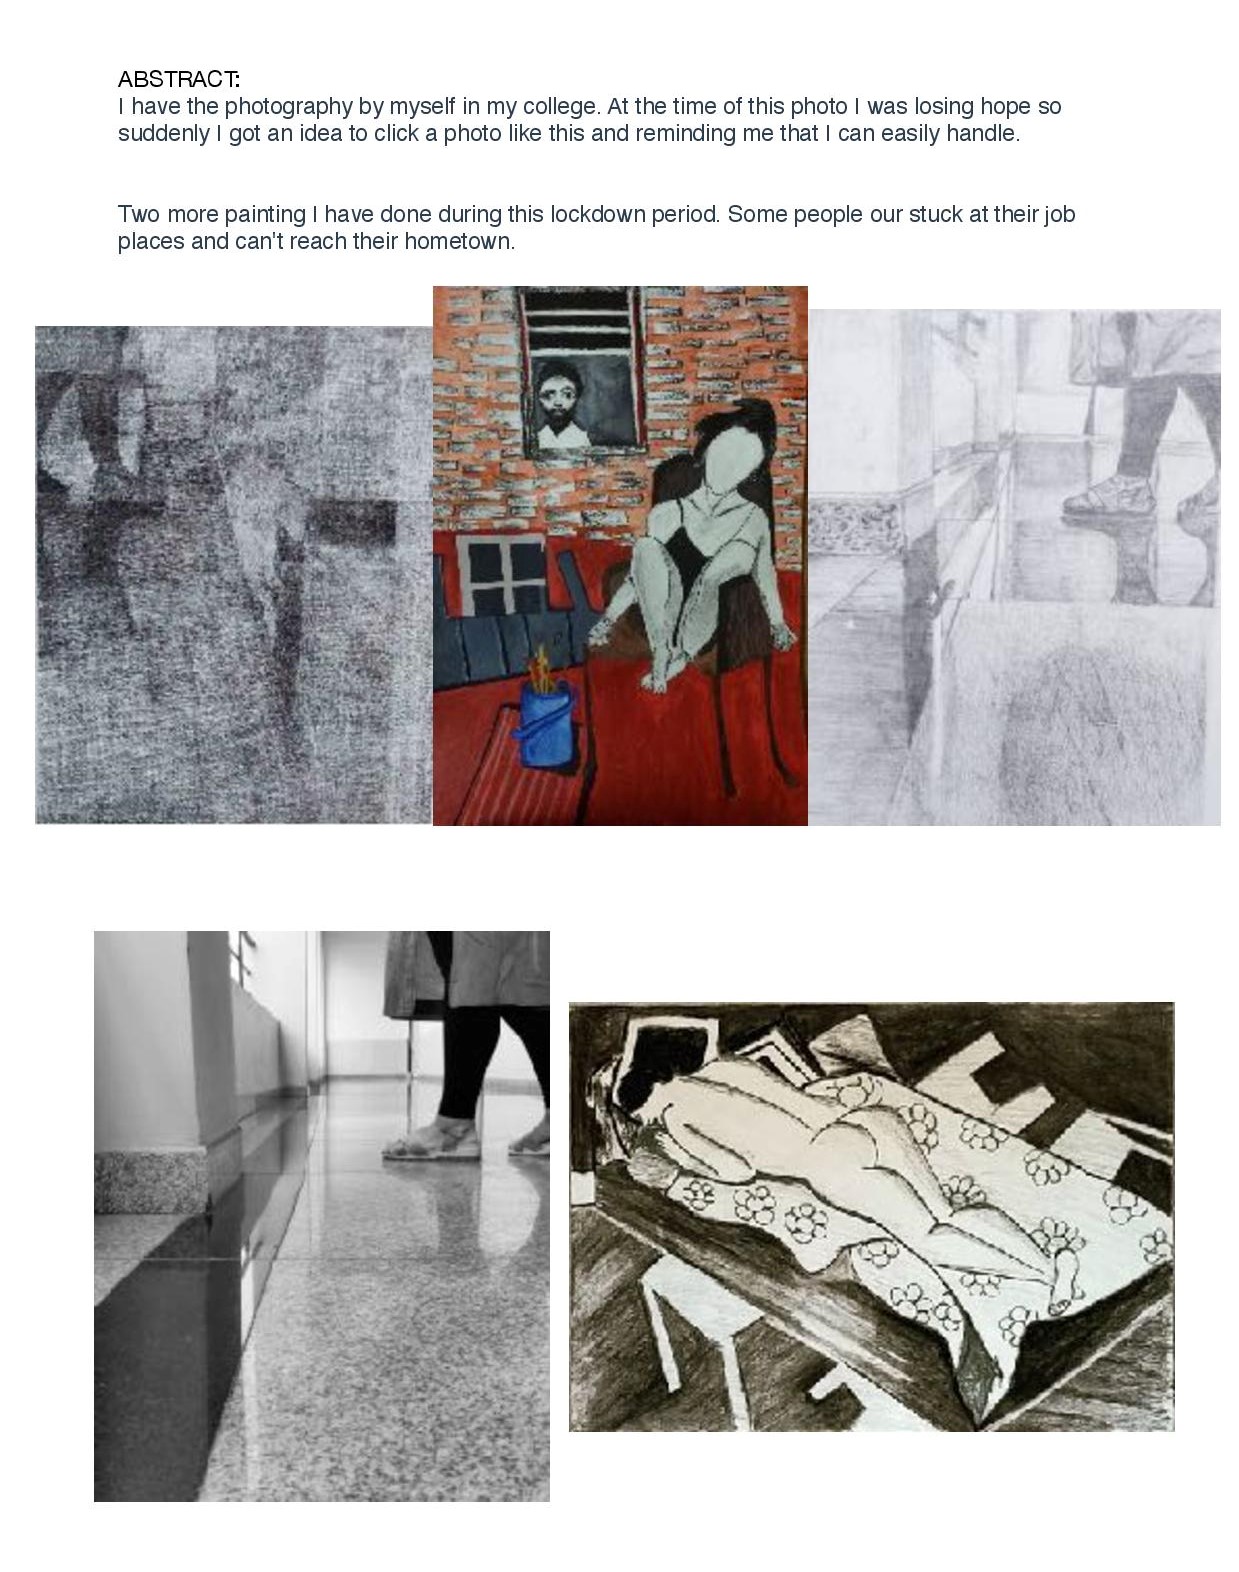 ABSTRACT:
I have the photography by myself in my college. At the time of this photo I was losing hope so
suddenly I got an idea to click a photo like this and reminding me that I can easily handle.
Two more painting I have done during this lockdown period. Some people our stuck at their job
places and can't reach their hometown.